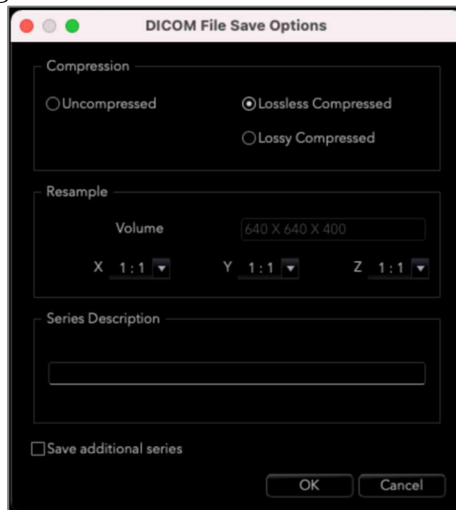 DICOM File Save Options
Compression
Uncompressed
Lossless Compressed
Lossy Compressed
Resample
Volume 640 X 640 X 400
X 1 : 1 Y 1 : 1 Z 1 : 1
Series Description
Save additional series
OK Cancel